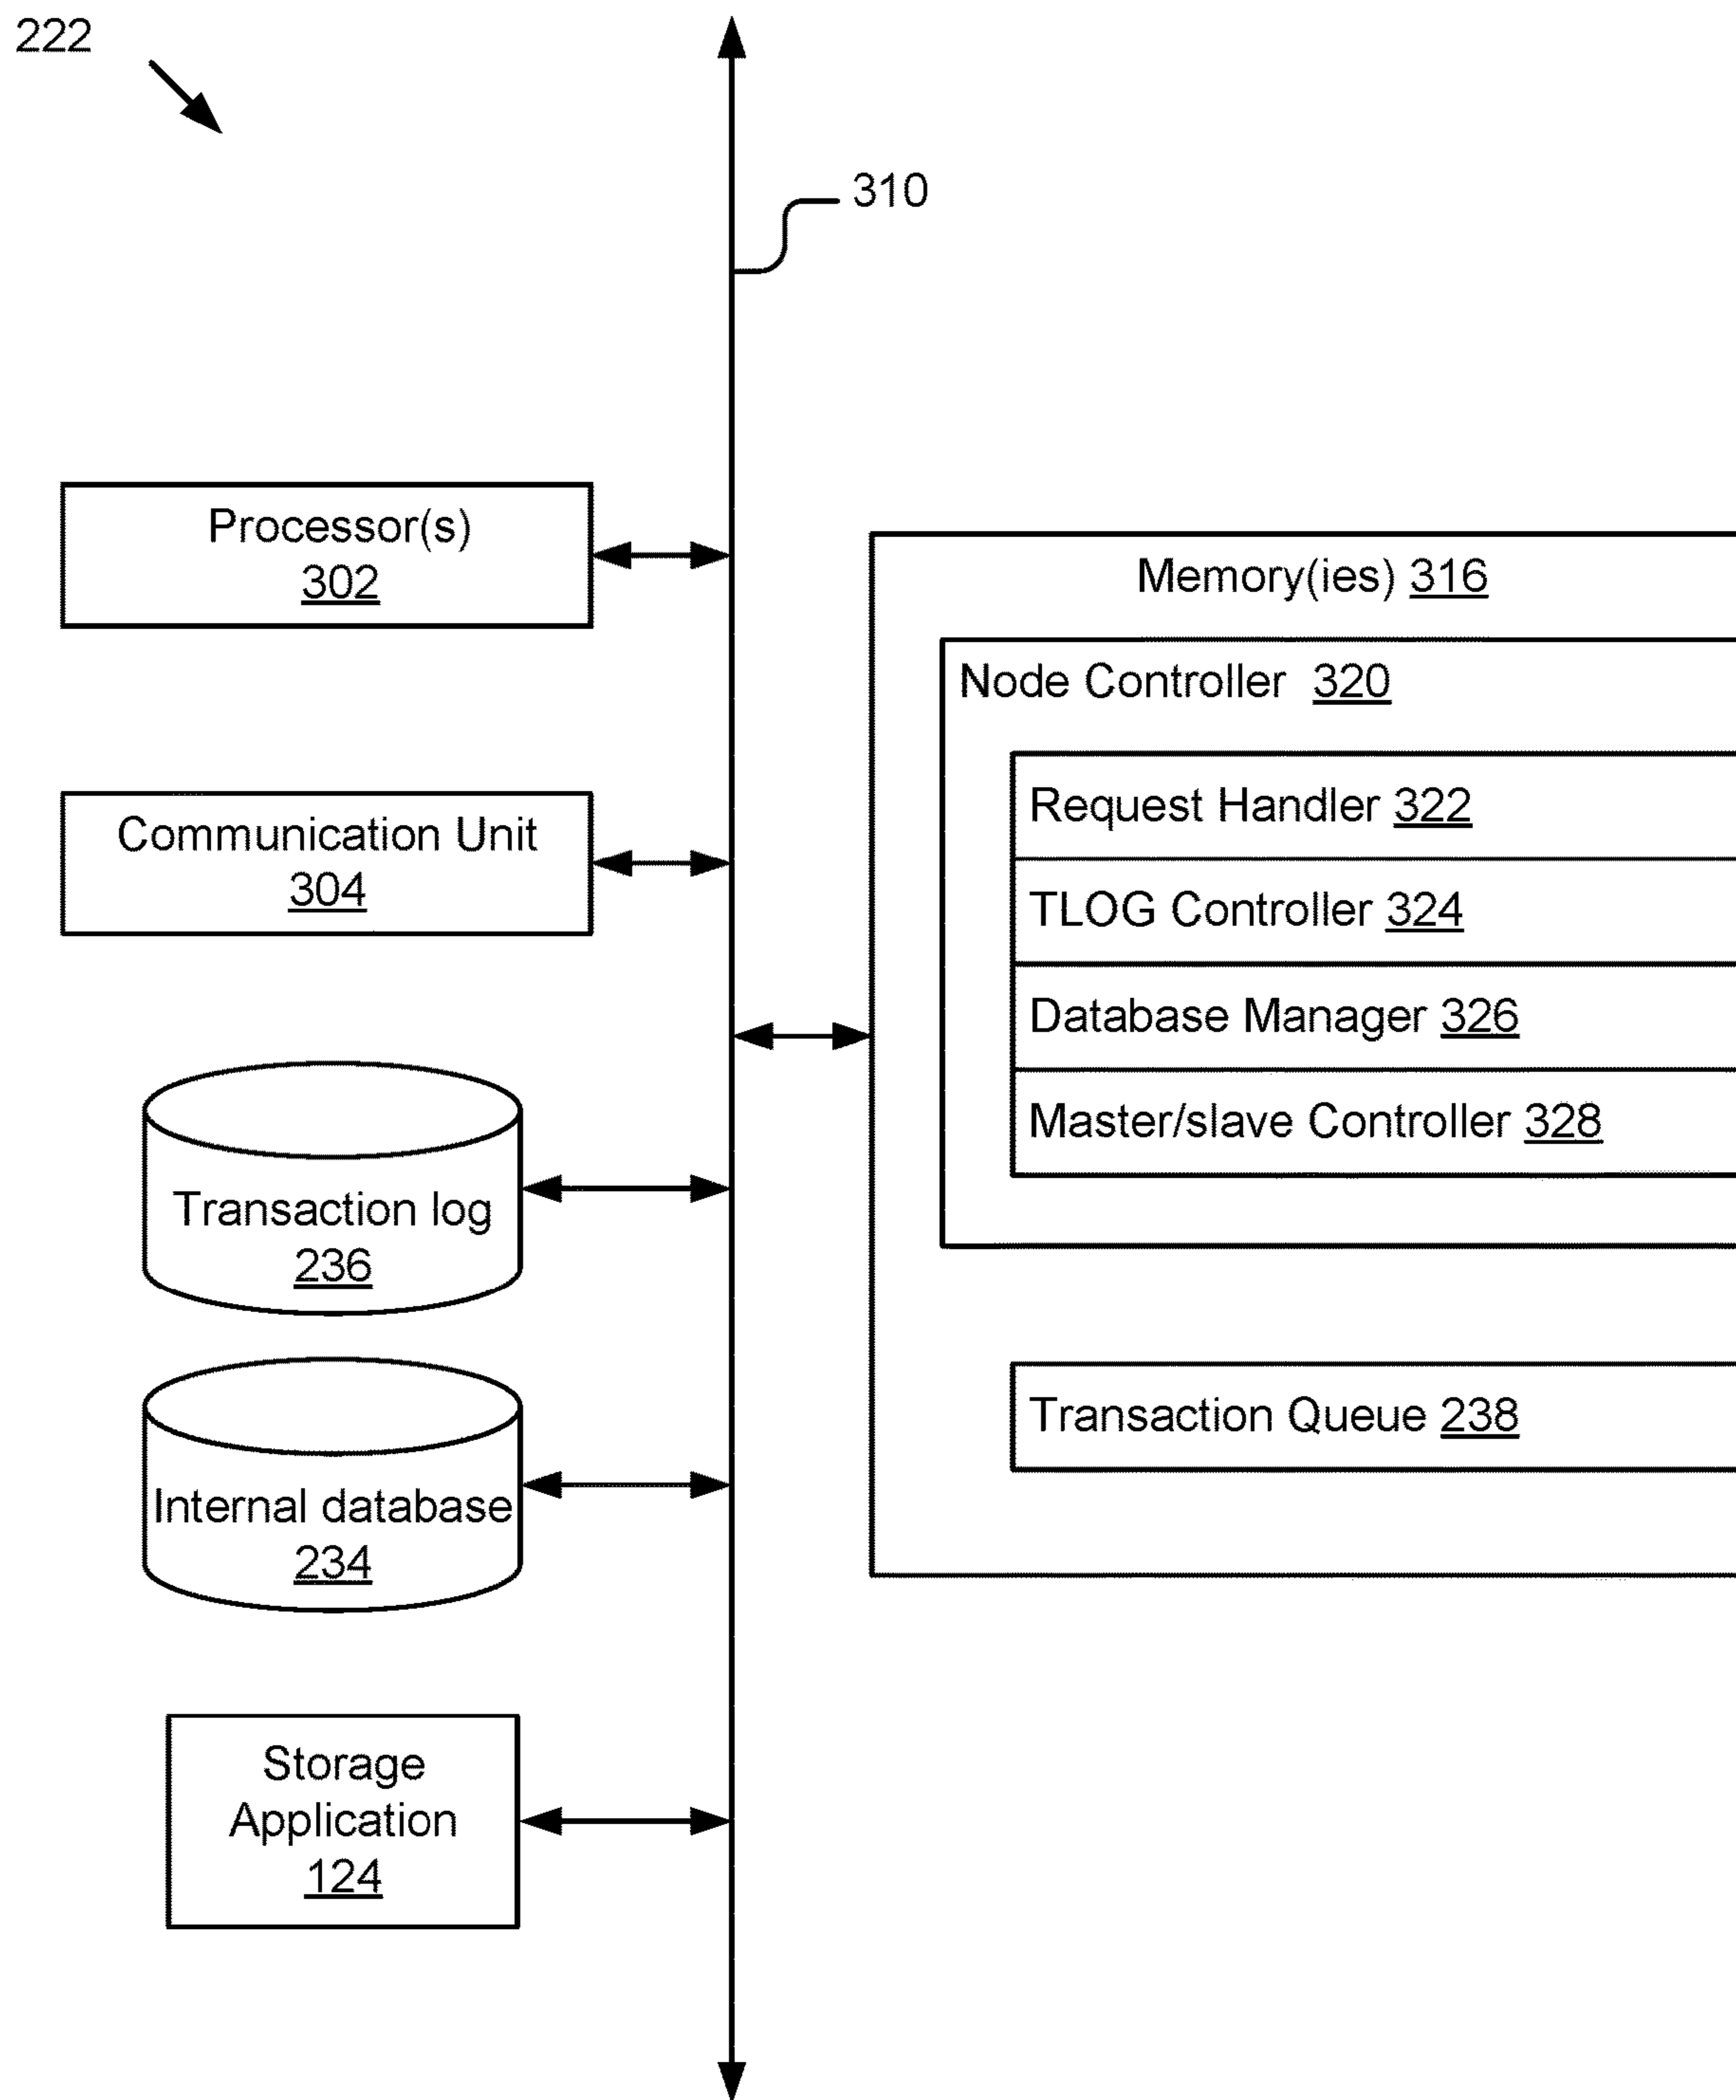 222
310
Processor(s)
302
Communication Unit
304
Transaction log
236
Internal database
234
Storage
Application
124
Memory(ies) 316
Node Controller 320
Request Handler 322
TLOG Controller 324
Database Manager 326
Master/slave Controller 328
Transaction Queue 238